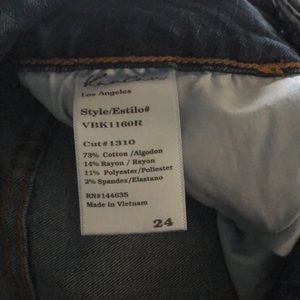 Los Angeles
Style/Estilo#
VBK1160R
Cut#1310
73% Cotton/Algodon
14% Rayon / Rayon
11% Polyester/Poliester
2% Spandex/Elastano
RN#144635
Made in Vietnam
24